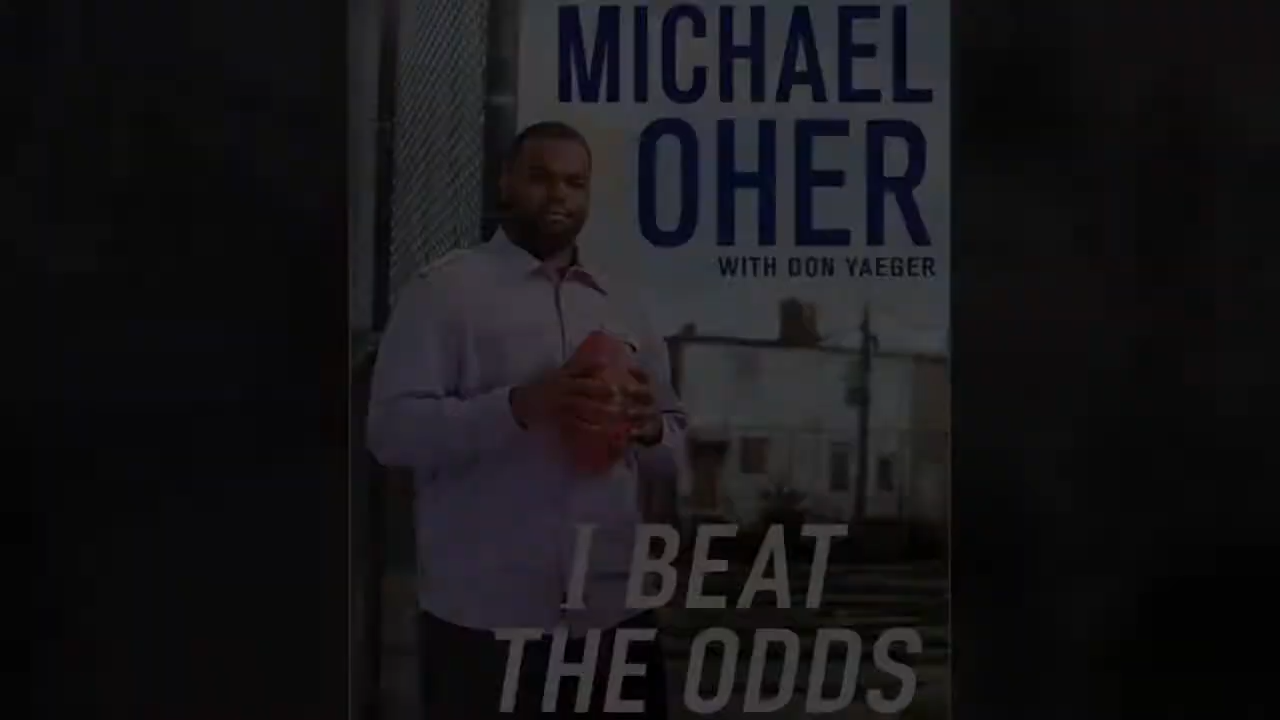 MICHAEL
OHER
WITH DON YAEGER
I BEAT
THE ODDS